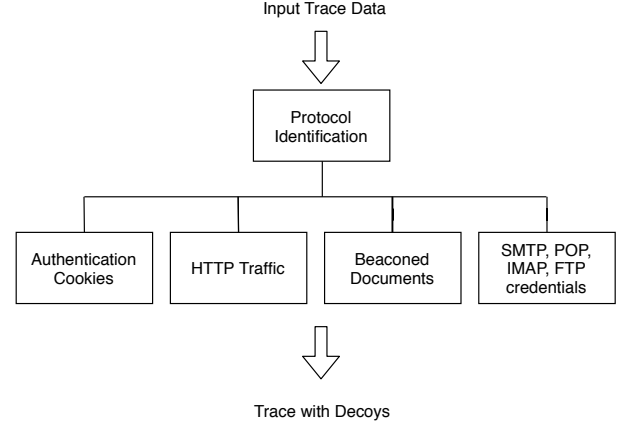 Input Trace Data
Protocol
Identification
Authentication
Cookies
HTTP Traffic
Beaconed
Documents
SMTP, POP,
IMAP, FTP
credentials
Trace with Decoys